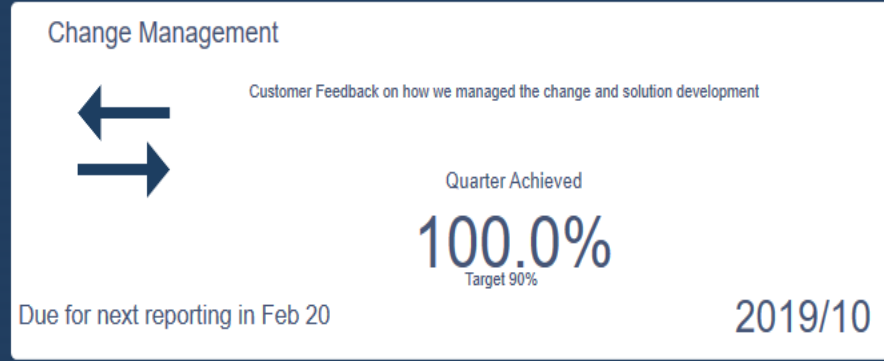 Change Management
Customer Feedback on how we managed the change and solution development
Quarter Achieved
100.0%
Target 90%
Due for next reporting in Feb 20
2019/10